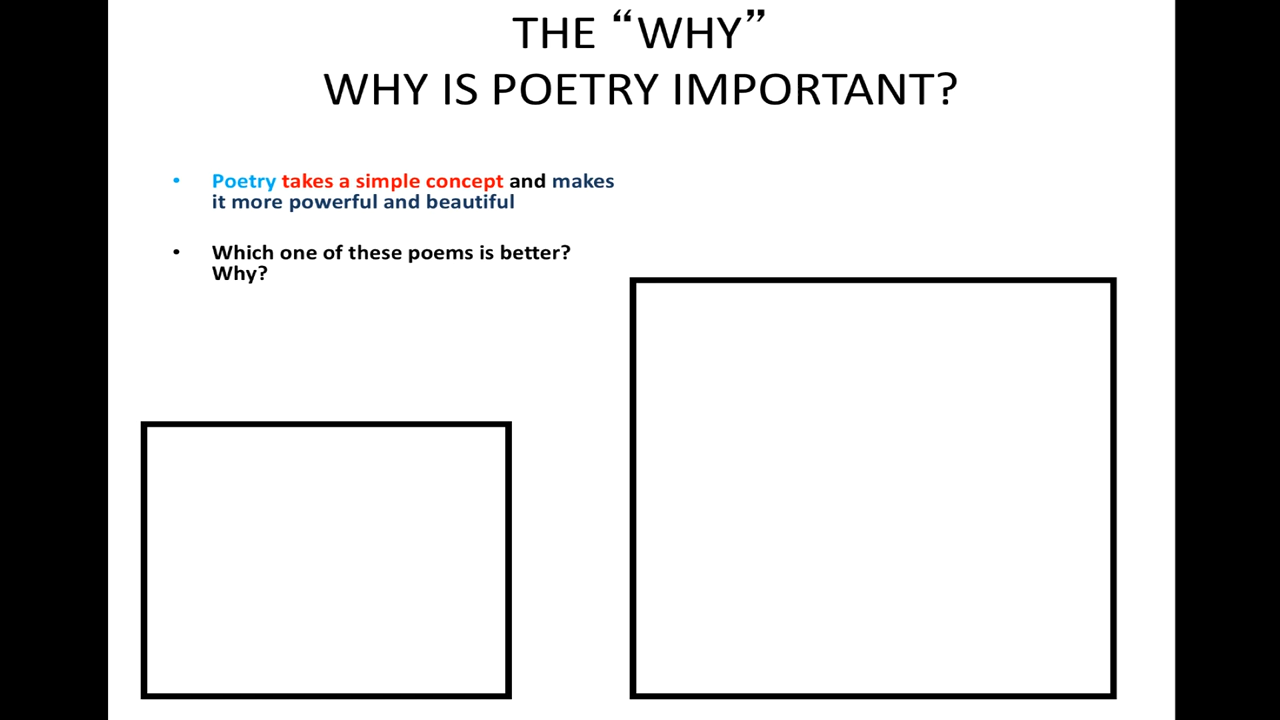 THE “WHY”
WHY IS POETRY IMPORTANT?
• Poetry takes a simple concept and makes
it more powerful and beautiful
• Which one of these poems is better?
Why?